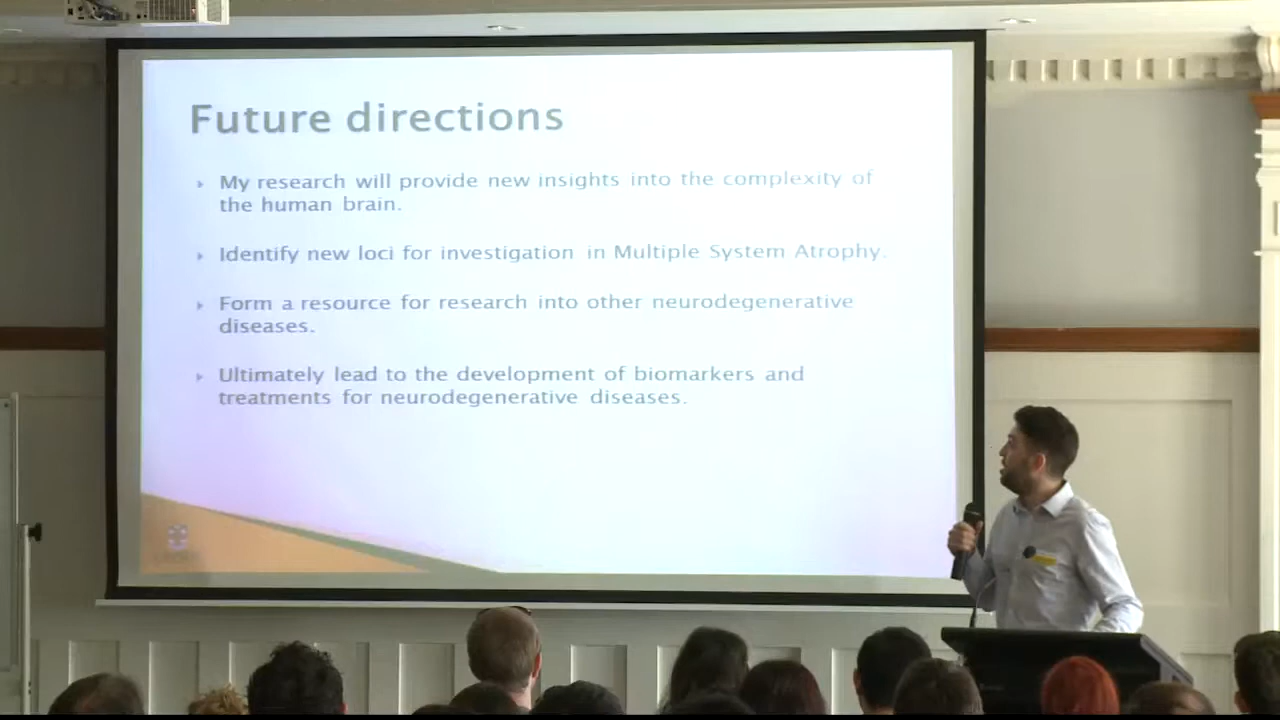 Future directions
My research will provide new insights into the complexity of
the human brain.
Identify new loci for investigation in Multiple System Atrophy.
Form a resource for research into other neurodegenerative
diseases.
Ultimately lead to the development of biomarkers and
treatments for neurodegenerative diseases.